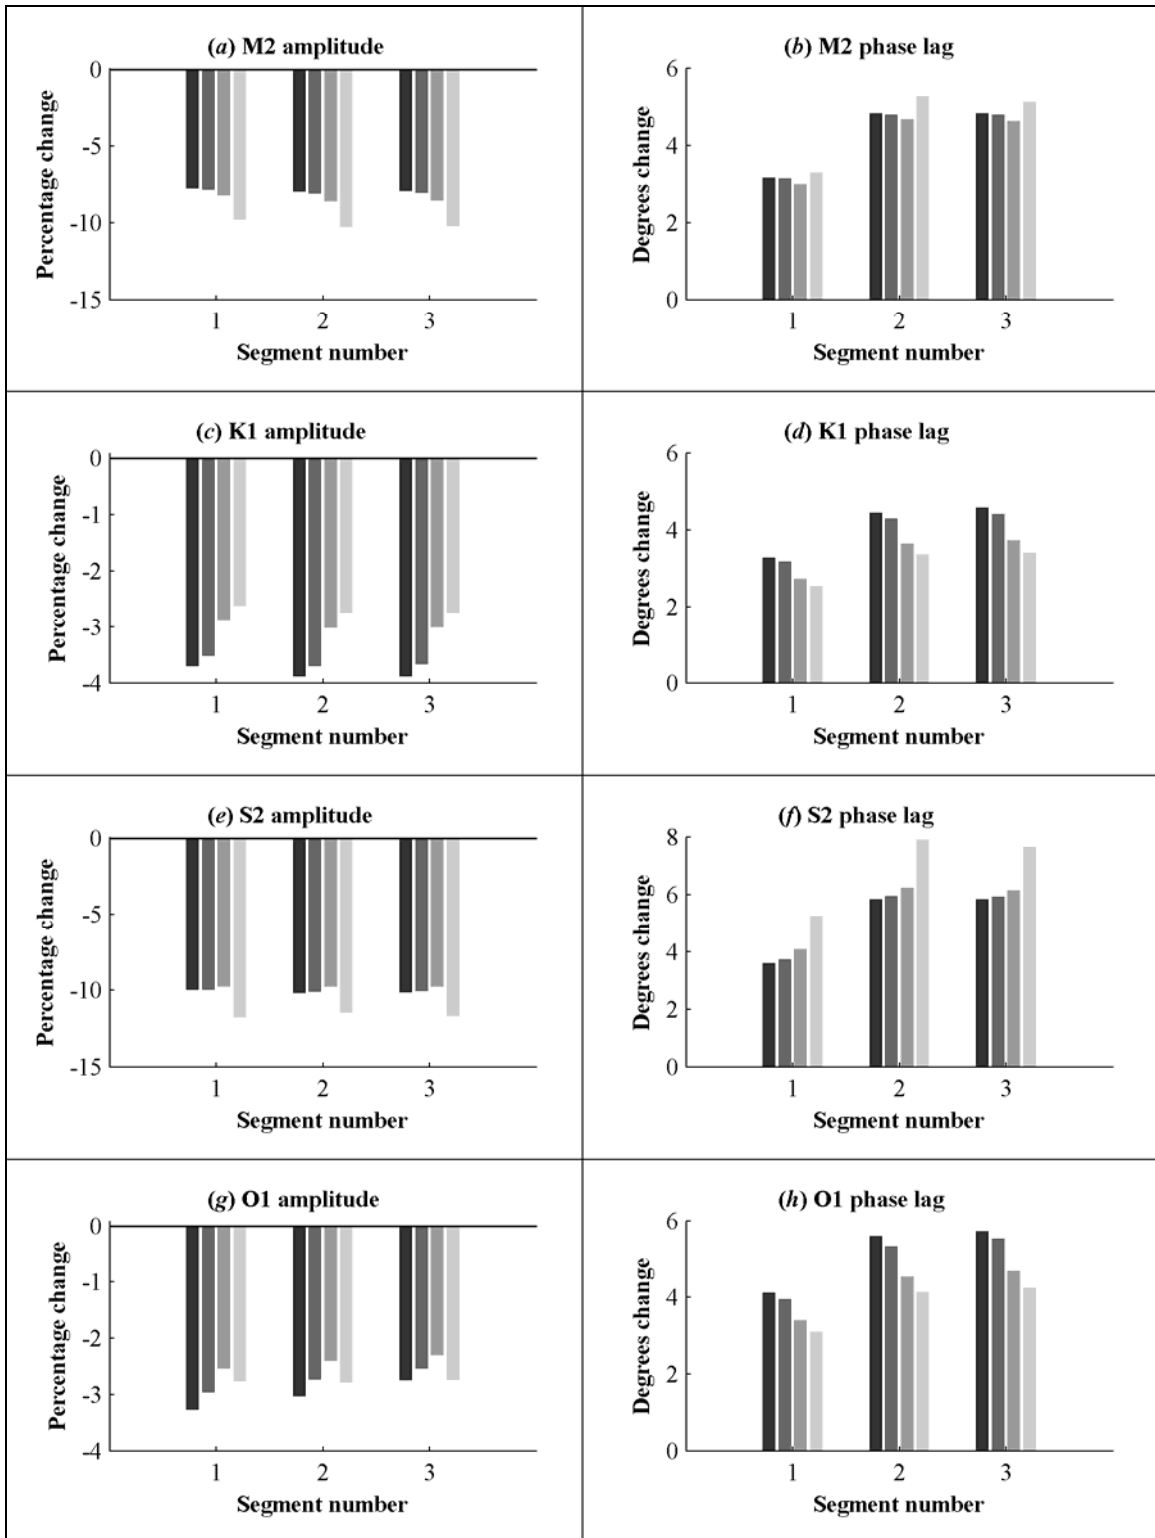 (a) M2 amplitude
0
-5
-10
-15
Percentage change
1 2 3
Segment number
(b) M2 phase lag
6
4
2
0
Degrees change
1 2 3
Segment number
(c) K1 amplitude
0
-1
-2
-3
-4
Percentage change
1 2 3
Segment number
(d) K1 phase lag
6
4
2
0
Degrees change
1 2 3
Segment number
(e) S2 amplitude
0
-5
-10
-15
Percentage change
1 2 3
Segment number
(f) S2 phase lag
8
6
4
2
0
Degrees change
1 2 3
Segment number
(g) O1 amplitude
0
-1
-2
-3
-4
Percentage change
1 2 3
Segment number
(h) O1 phase lag
6
4
2
0
Degrees change
1 2 3
Segment number